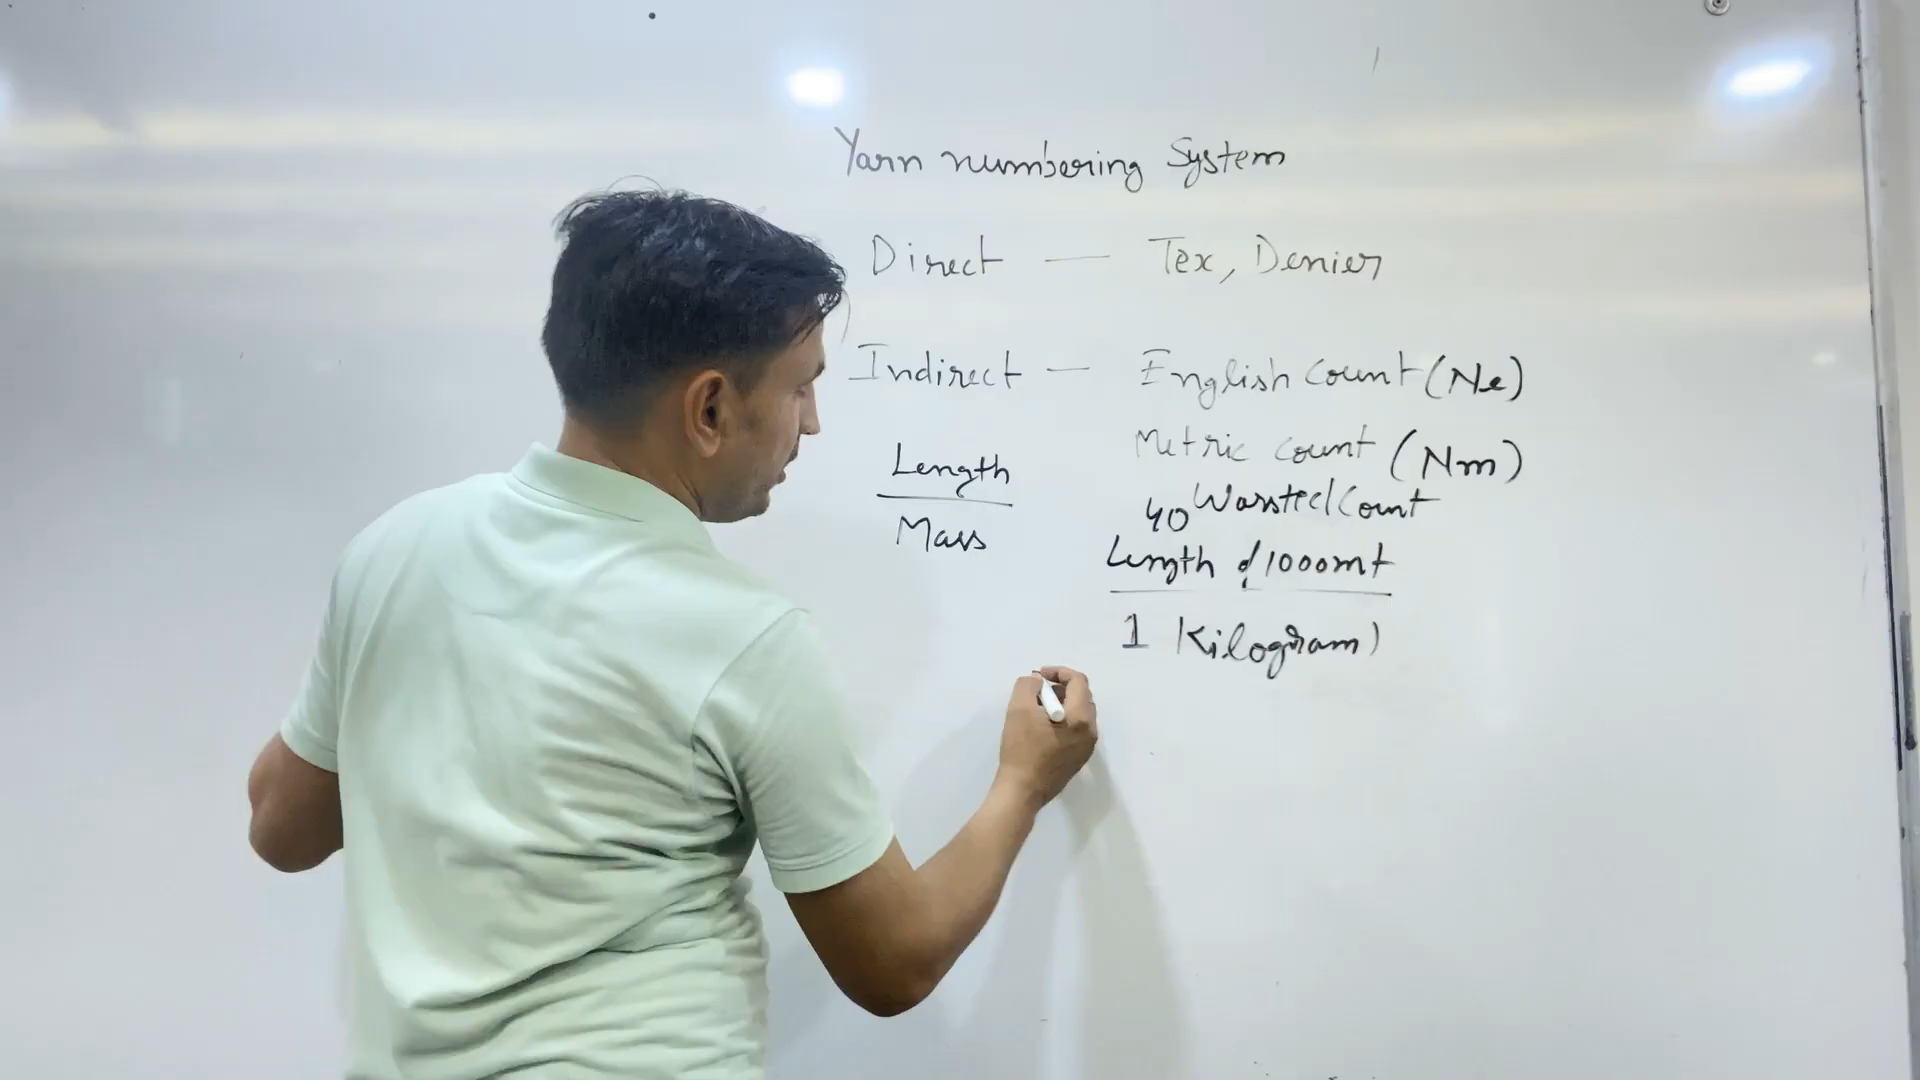 Yarn numbering System
Direct — Tex, Denier
Indirect — English Count (Ne)
Metric count (Nm)
Length
Mass
40 Worsted Count
Length of 1000mt
1 Kilogram)